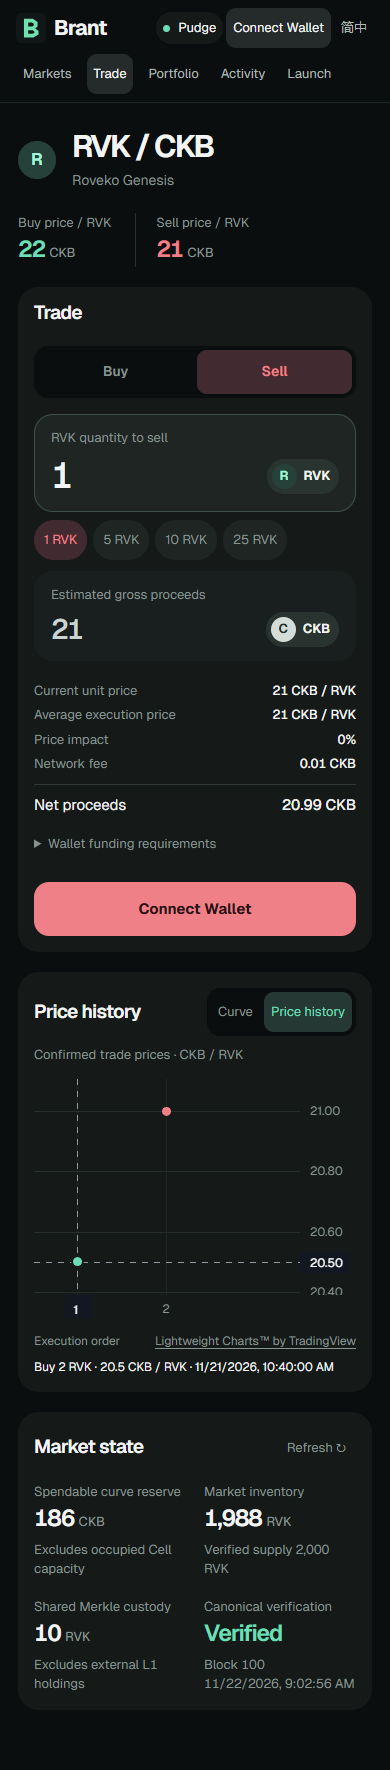 Brant
Pudge
Connect Wallet
简中
Markets
Trade
Portfolio
Activity
Launch
R
RVK / CKB
Roveko Genesis
Buy price / RVK
22 CKB
Sell price / RVK
21 CKB
Trade
Buy
Sell
RVK quantity to sell
1
R RVK
1 RVK
5 RVK
10 RVK
25 RVK
Estimated gross proceeds
21
C CKB
Current unit price 21 CKB / RVK
Average execution price 21 CKB / RVK
Price impact 0%
Network fee 0.01 CKB
Net proceeds 20.99 CKB
Wallet funding requirements
Connect Wallet
Price history
Curve
Price history
Confirmed trade prices · CKB / RVK
21.00
20.80
20.60
20.50
20.40
1
2
Execution order
Lightweight Charts™ by TradingView
Buy 2 RVK · 20.5 CKB / RVK · 11/21/2026, 10:40:00 AM
Market state
Refresh ↻
Spendable curve reserve
186 CKB
Excludes occupied Cell
capacity
Market inventory
1,988 RVK
Verified supply 2,000
RVK
Shared Merkle custody
10 RVK
Excludes external L1
holdings
Canonical verification
Verified
Block 100
11/22/2026, 9:02:56 AM